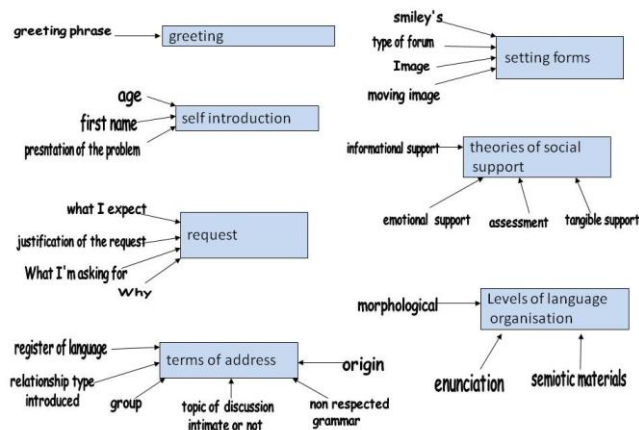 greeting phrase
greeting
age
first name
presntation of the problem
self introduction
what I expect
justification of the request
What I'm asking for
Why
request
register of language
relationship type
introduced
group
topic of discussion
intimate or not
non respected
grammar
origin
terms of address
smiley's
type of forum
Image
moving image
setting forms
informational support
theories of social
support
emotional support
assessment
tangible support
morphological
Levels of language
organisation
enunciation
semiotic materials